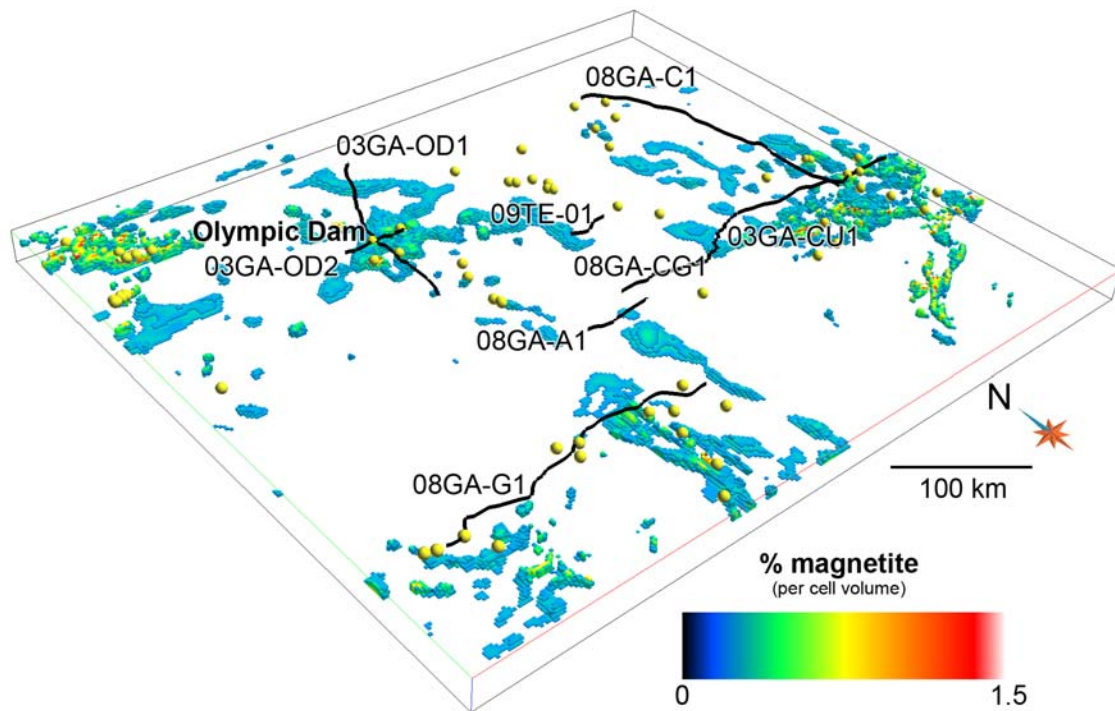 08GA-C1
03GA-OD1
09TE-01
Olympic Dam
03GA-CU1
03GA-OD2
08GA-CG1
08GA-A1
N
08GA-G1
100 km
% magnetite
(per cell volume)
0
1.5